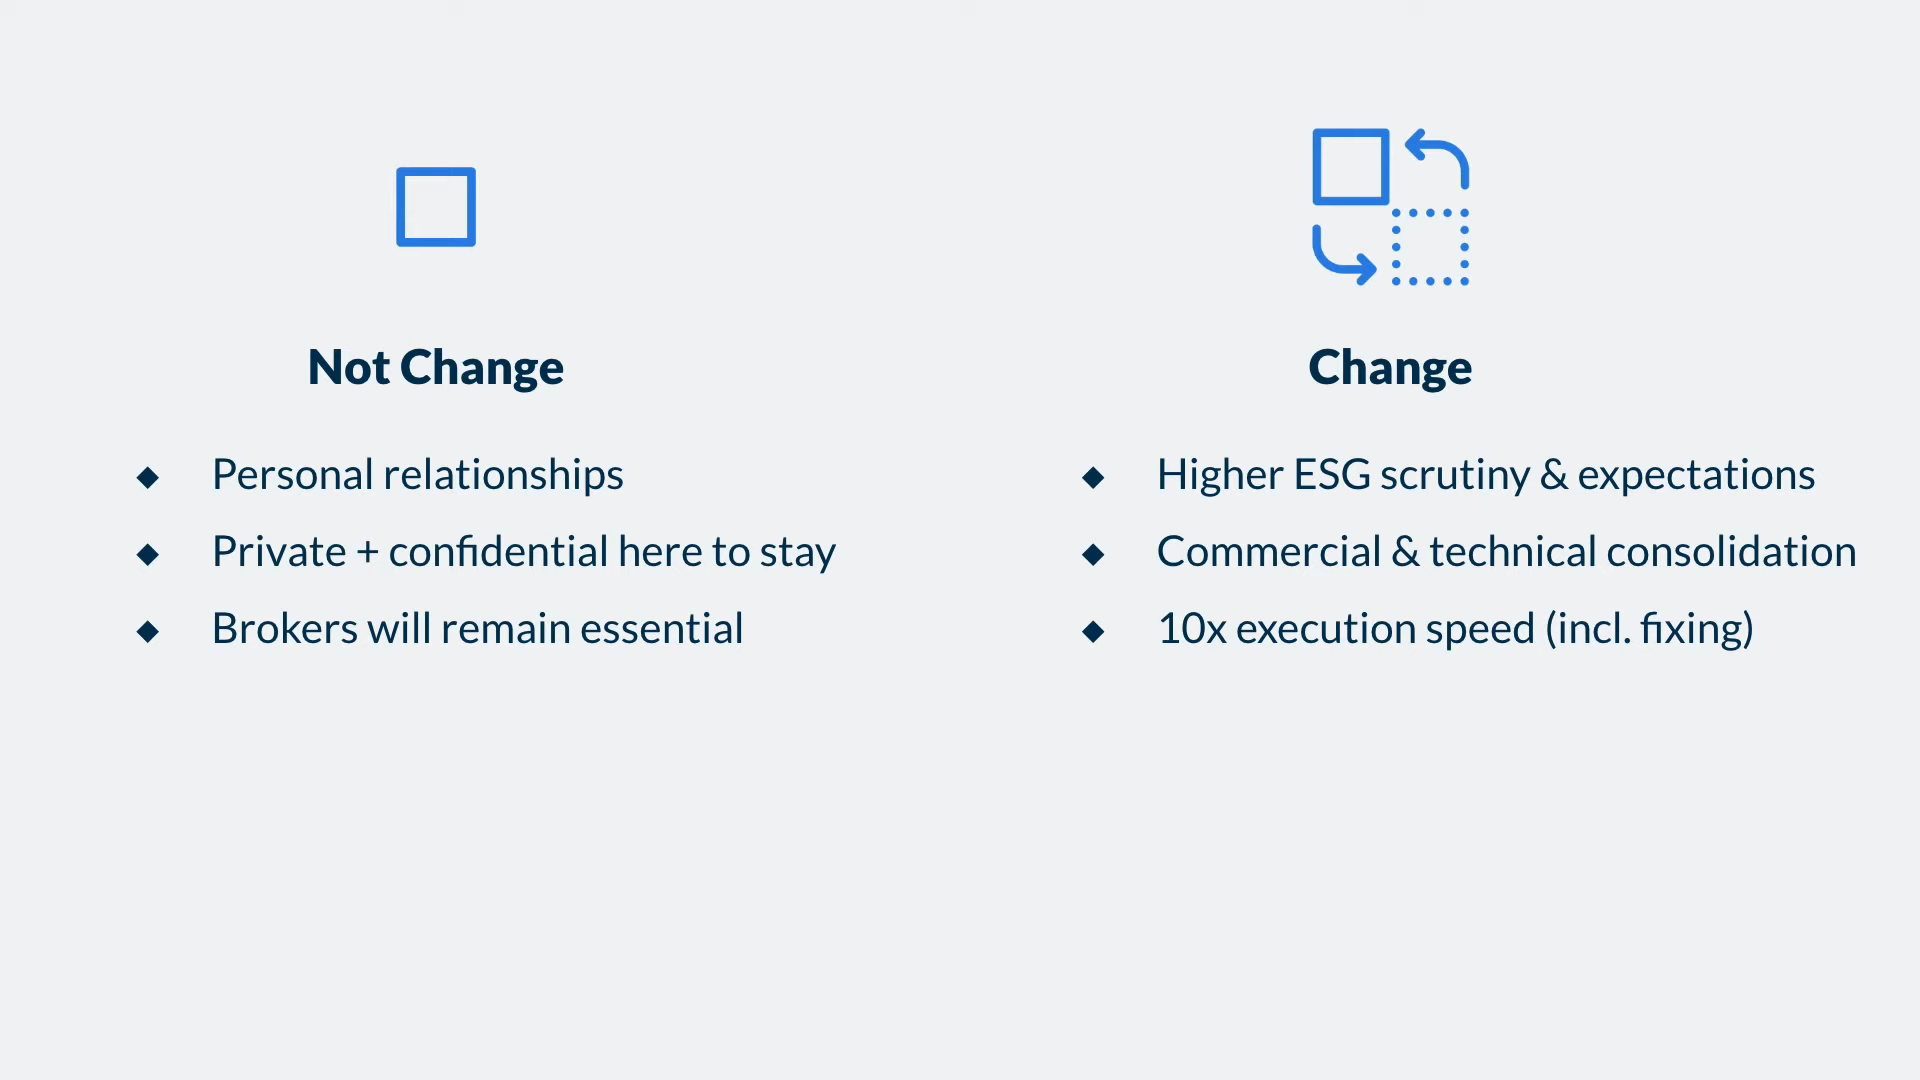 Not Change
Personal relationships
Private + confidential here to stay
Brokers will remain essential
Change
Higher ESG scrutiny & expectations
Commercial & technical consolidation
10x execution speed (incl. fixing)